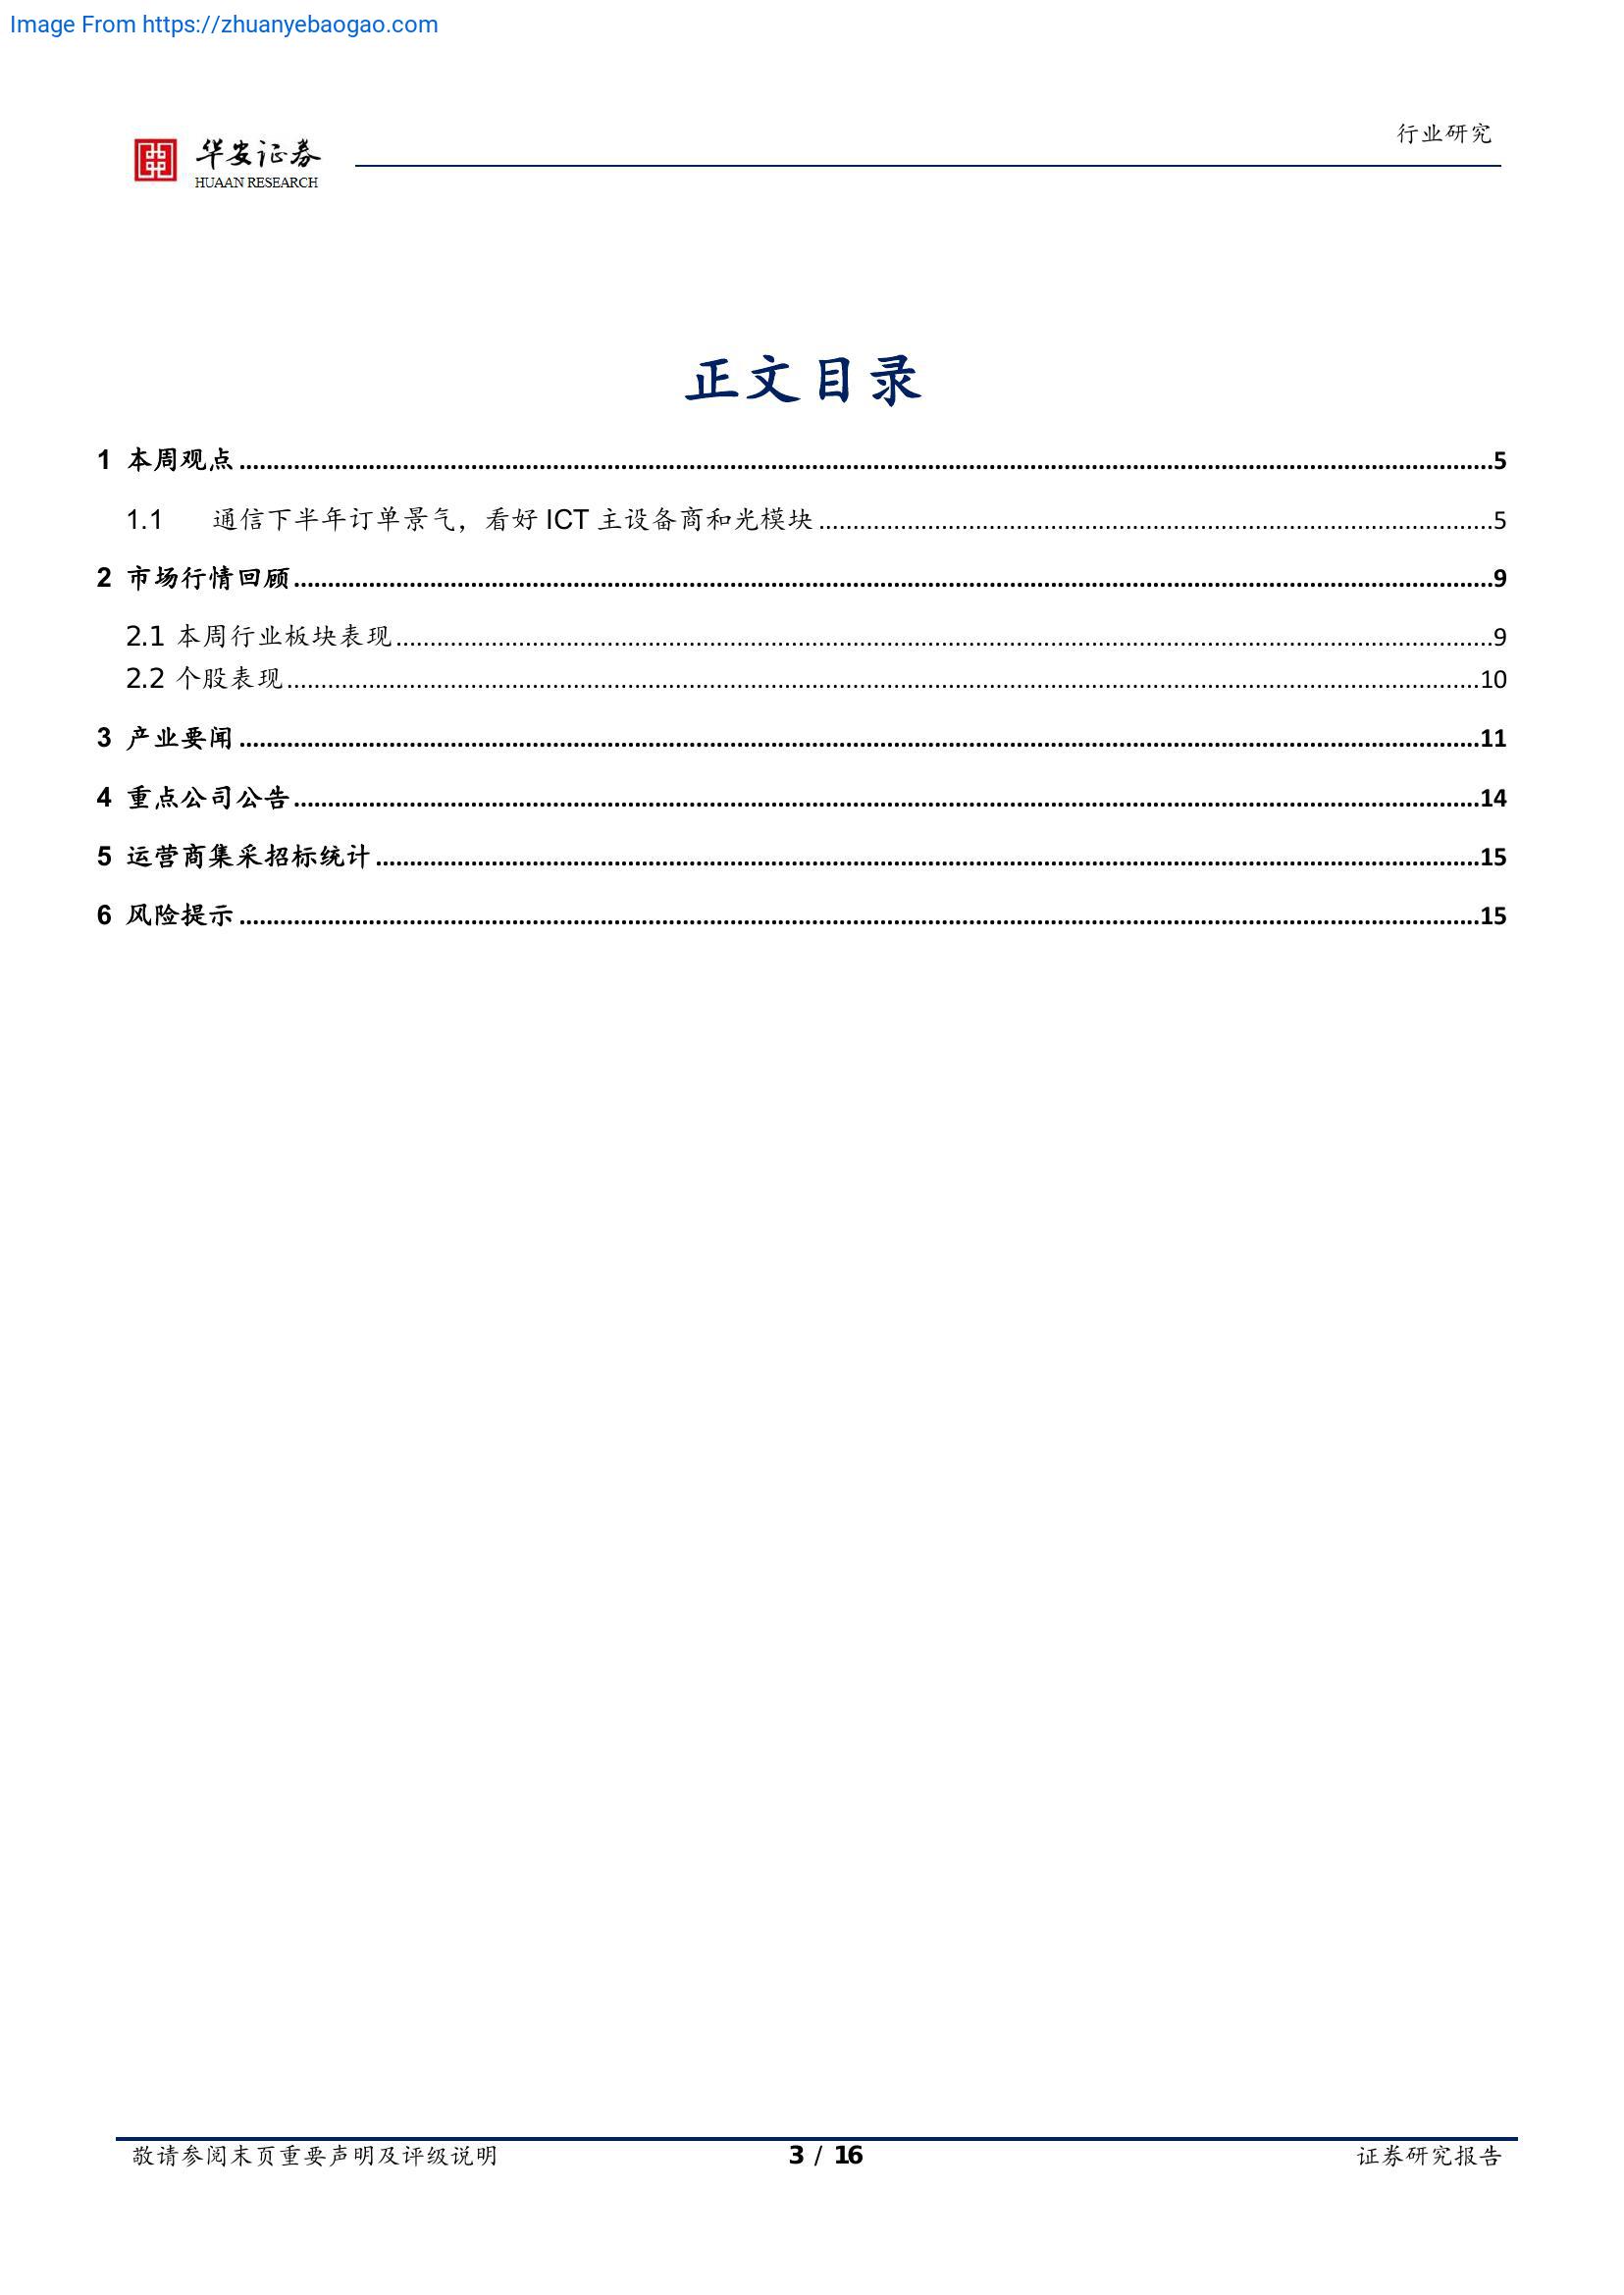 Image From https://zhuanyebaogao.com
行业研究
华安证券
HUAAN RESEARCH
正文目录
1 本周观点 5
1.1 通信下半年订单景气，看好 ICT 主设备商和光模块 5
2 市场行情回顾 9
2.1 本周行业板块表现 9
2.2 个股表现 10
3 产业要闻 11
4 重点公司公告 14
5 运营商集采招标统计 15
6 风险提示 15
敬请参阅末页重要声明及评级说明 3 / 16 证券研究报告